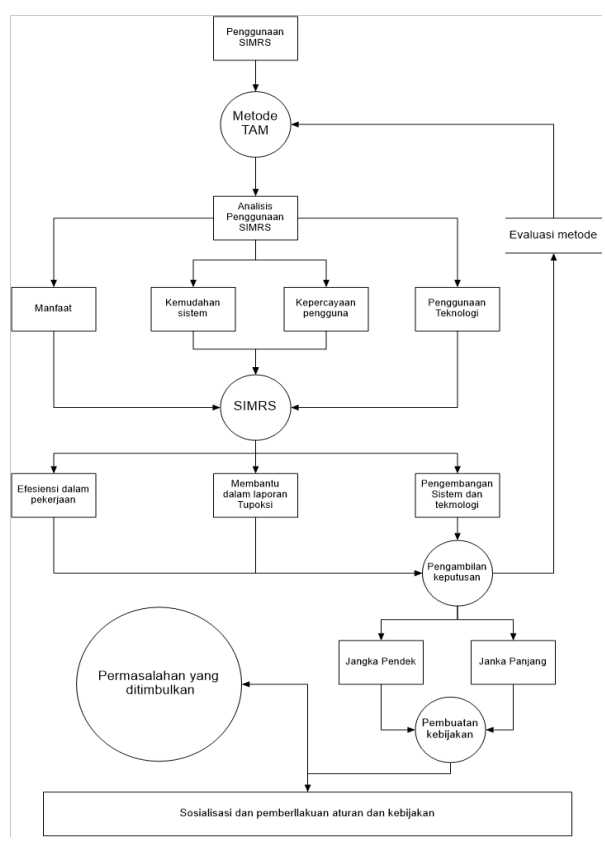 Penggunaan
SIMRS
Metode
TAM
Analisis
Penggunaan
SIMRS
Evaluasi metode
Manfaat
Kemudahan
sistem
Kepercayaan
pengguna
Penggunaan
Teknologi
SIMRS
Efesiensi dalam
pekerjaan
Membantu
dalam laporan
Tupoksi
Pengembangan
Sistem dan
tekmologi
Pengambilan
keputusan
Jangka Pendek
Janka Panjang
Permasalahan yang
ditimbulkan
Pembuatan
kebijakan
Sosialisasi dan pemberllakuan aturan dan kebijakan